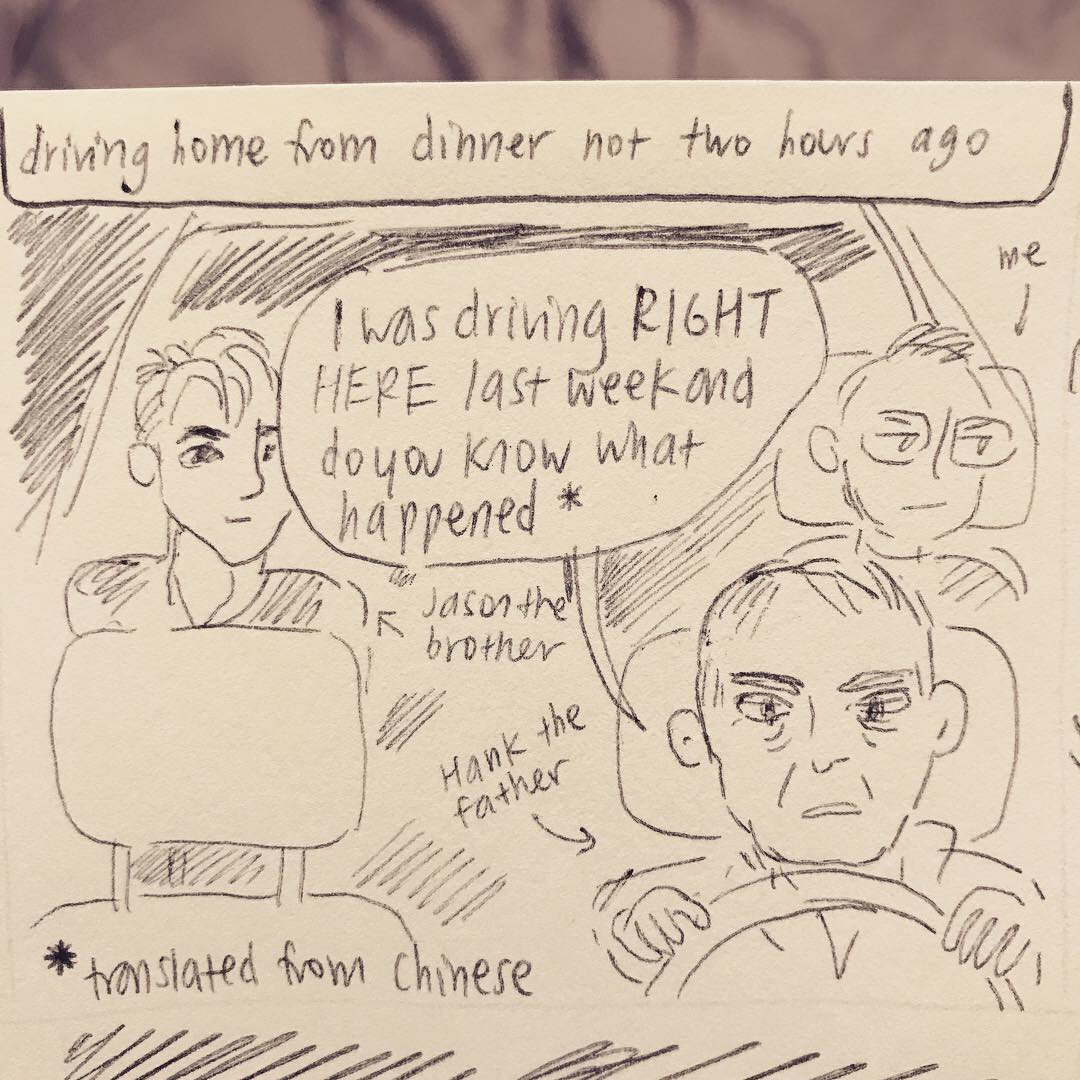 driving home from dinner not two hours ago
me
I was driving RIGHT
HERE last week and
do you know what
happened *
Jason the
brother
Hank the
father
* translated from Chinese